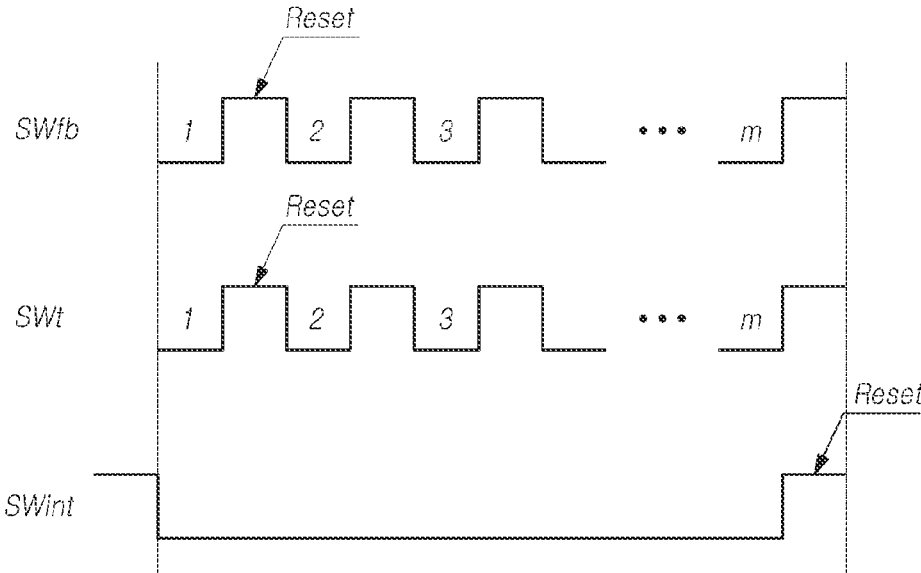 Reset
SWfb 1 2 3 ••• m
Reset
SWt 1 2 3 ••• m
Reset
SWint